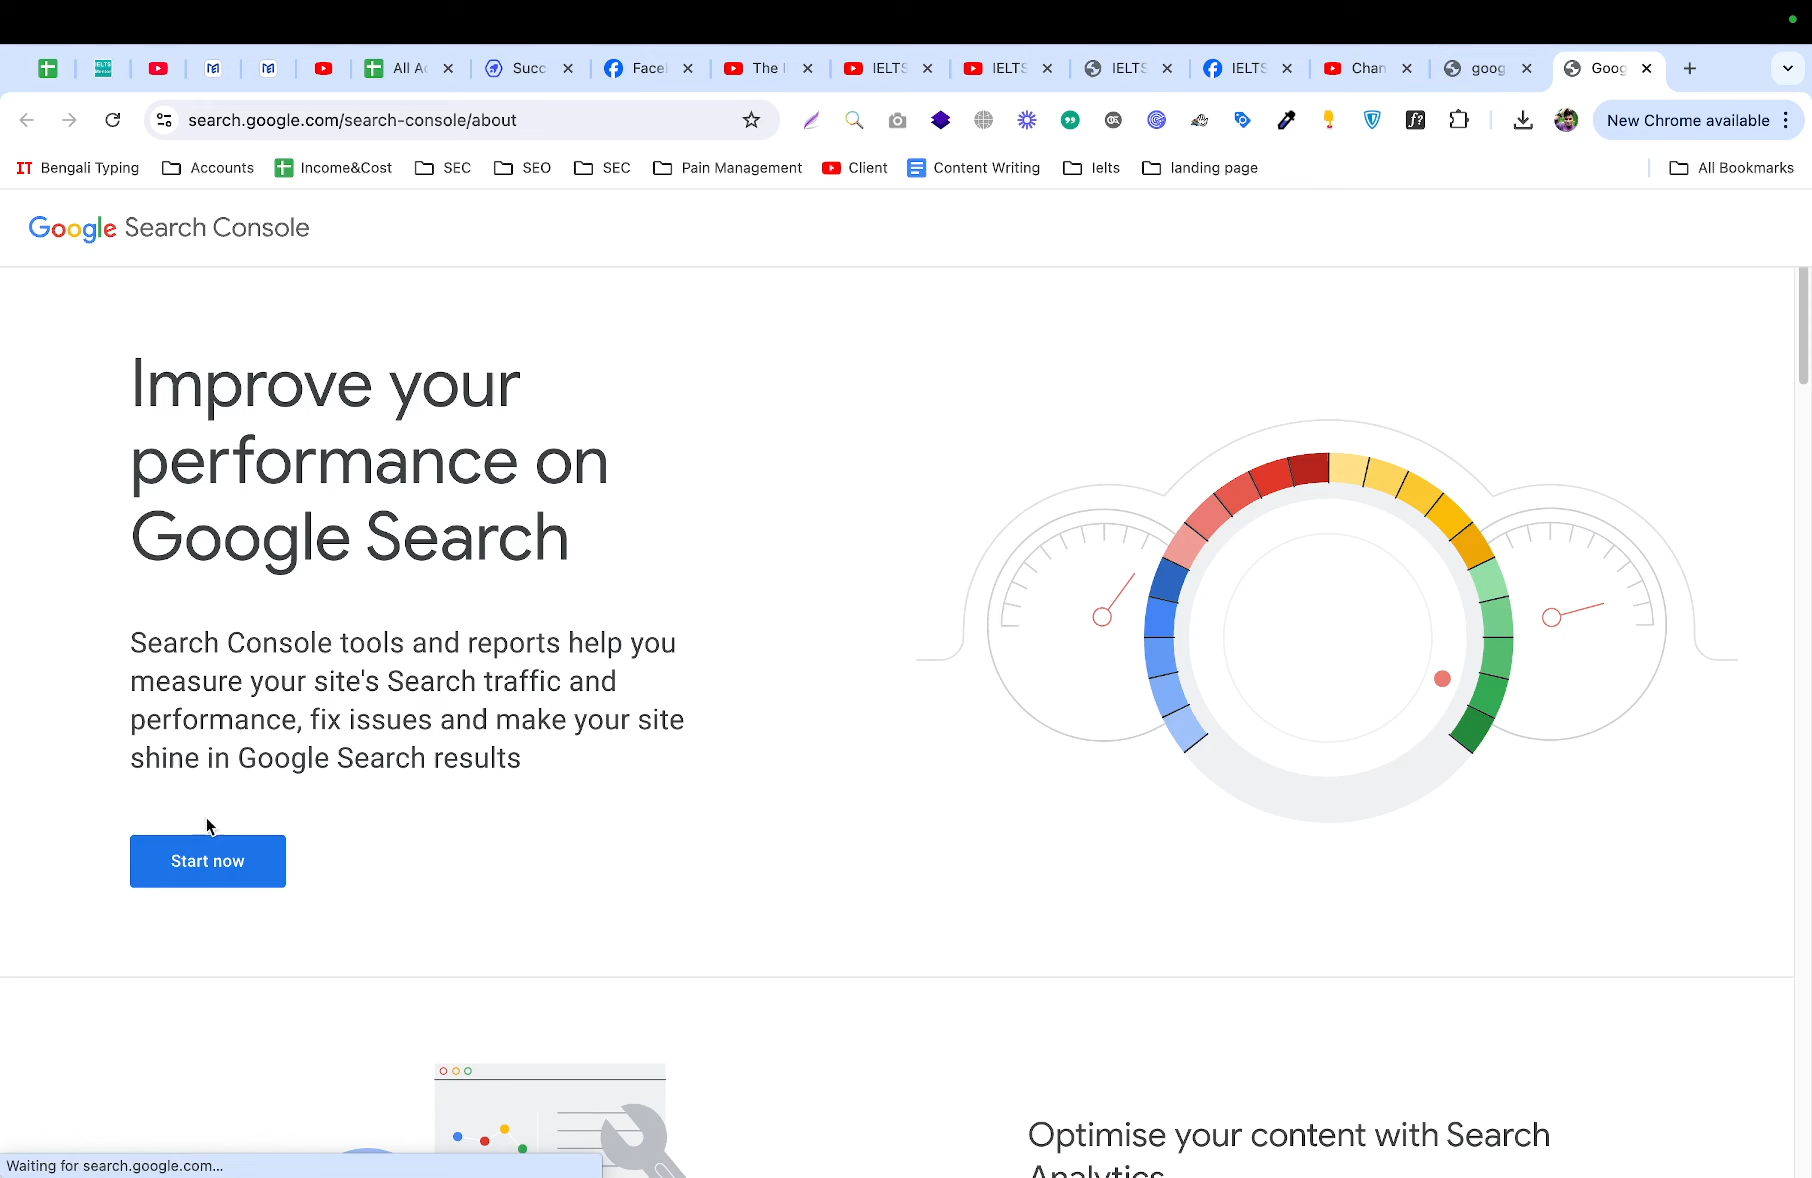 All A
Succ
Face
The
IELTS
IELTS
IELTS
IELTS
Chan
goog
Goog
search.google.com/search-console/about
New Chrome available
Bengali Typing
Accounts
Income&Cost
SEC
SEO
SEC
Pain Management
Client
Content Writing
Ielts
landing page
All Bookmarks
Google Search Console
Improve your
performance on
Google Search
Search Console tools and reports help you
measure your site's Search traffic and
performance, fix issues and make your site
shine in Google Search results
Start now
Optimise your content with Search
Analytics
Waiting for search.google.com...